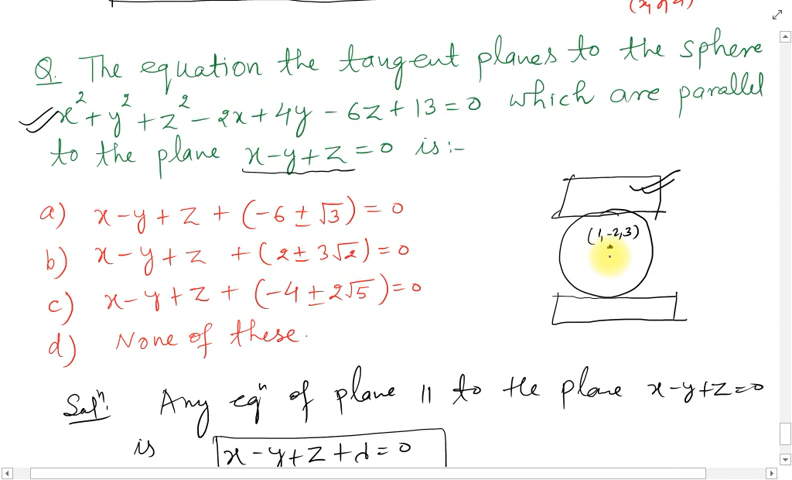 (x, y, z)
Q. The equation the tangent planes to the sphere
x² + y² + z² - 2x + 4y - 6z + 13 = 0 which are parallel
to the plane x-y+z = 0 is :-
a) x-y+z + (-6 ± √3) = 0
b) x-y+z + (2 ± 3√2) = 0
c) x-y+z + (-4 ± 2√5) = 0
d) None of these.
(1, -2, 3)
Solⁿ: Any eqⁿ of plane || to the plane x-y+z=0
is x-y+z+d=0